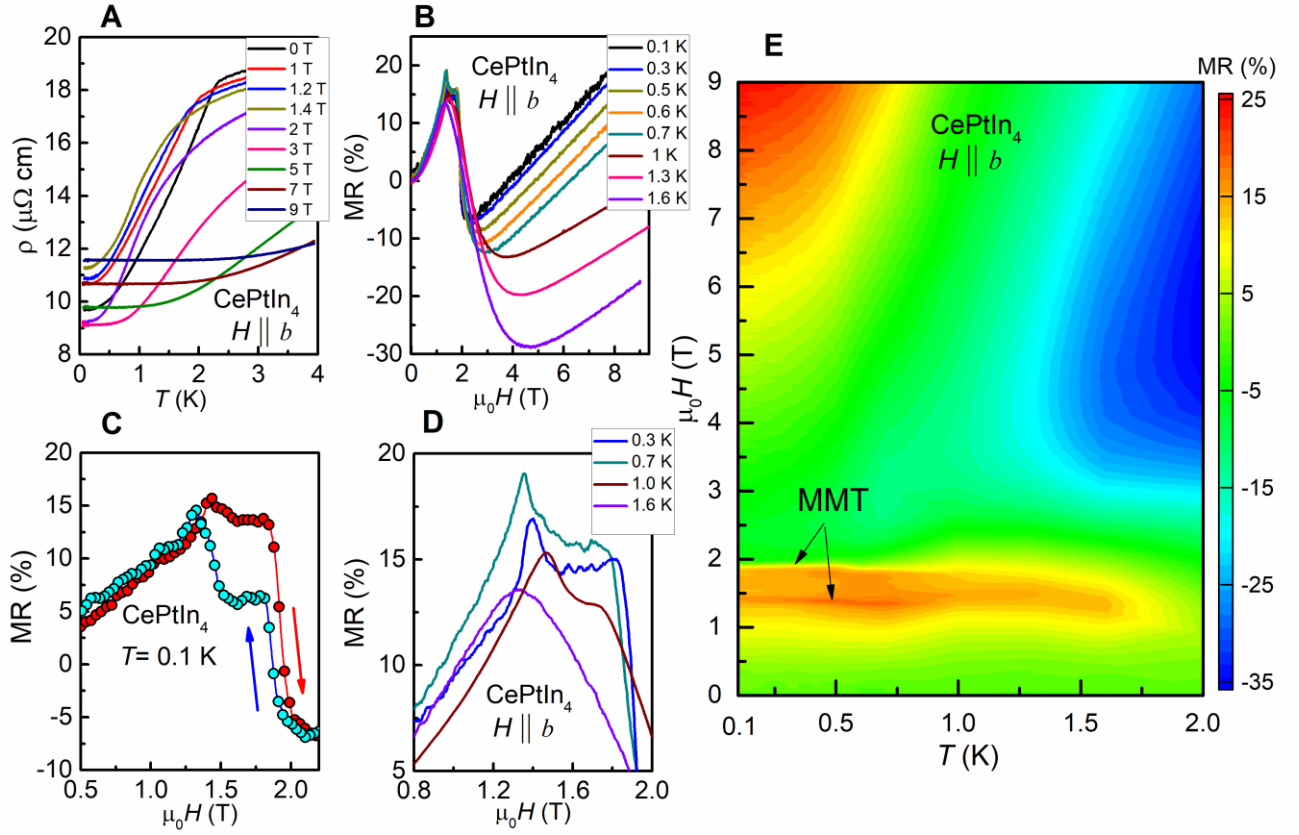 A
20
18
16
14
12
10
8
ρ (μΩ cm)
0 T
1 T
1.2 T
1.4 T
2 T
3 T
5 T
7 T
9 T
CePtIn4
H || b
0 1 2 3 4
T (K)
B
20
10
0
-10
-20
-30
MR (%)
CePtIn4
H || b
0.1 K
0.3 K
0.5 K
0.6 K
0.7 K
1 K
1.3 K
1.6 K
0 2 4 6 8
μ0H (T)
C
20
15
10
5
0
-5
-10
MR (%)
CePtIn4
T= 0.1 K
0.5 1.0 1.5 2.0
μ0H (T)
D
20
15
10
5
MR (%)
0.3 K
0.7 K
1.0 K
1.6 K
CePtIn4
H || b
0.8 1.2 1.6 2.0
μ0H (T)
E
9
8
7
6
5
4
3
2
1
0
μ0H (T)
CePtIn4
H || b
MMT
0.1 0.5 1.0 1.5 2.0
T (K)
MR (%)
25
15
5
-5
-15
-25
-35